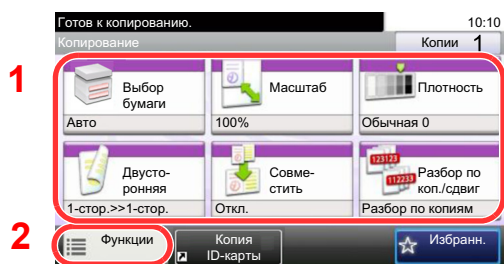 Готов к копированию. 10:10
Копирование Копии 1
1
Выбор бумаги
Авто
Масштаб
100%
Плотность
Обычная 0
Двусто-
ронняя
1-стор.>>1-стор.
Совме-
стить
Откл.
123123
112233
Разбор по
коп./сдвиг
Разбор по копиям
2
Функции
Копия
ID-карты
Избранн.